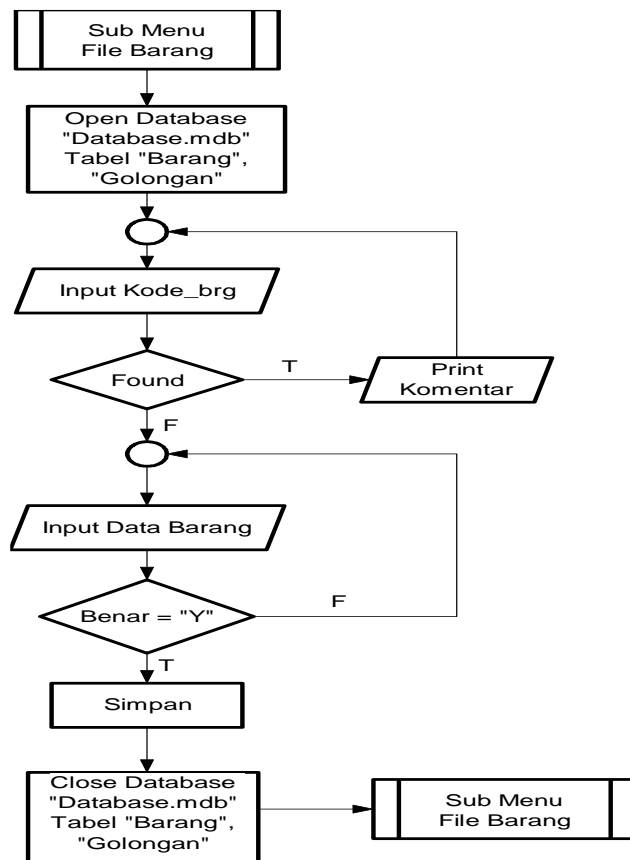 Sub Menu
File Barang
Open Database
"Database.mdb"
Tabel "Barang",
"Golongan"
Input Kode_brg
Found
T
Print
Komentar
F
Input Data Barang
Benar = "Y"
F
T
Simpan
Close Database
"Database.mdb"
Tabel "Barang",
"Golongan"
Sub Menu
File Barang